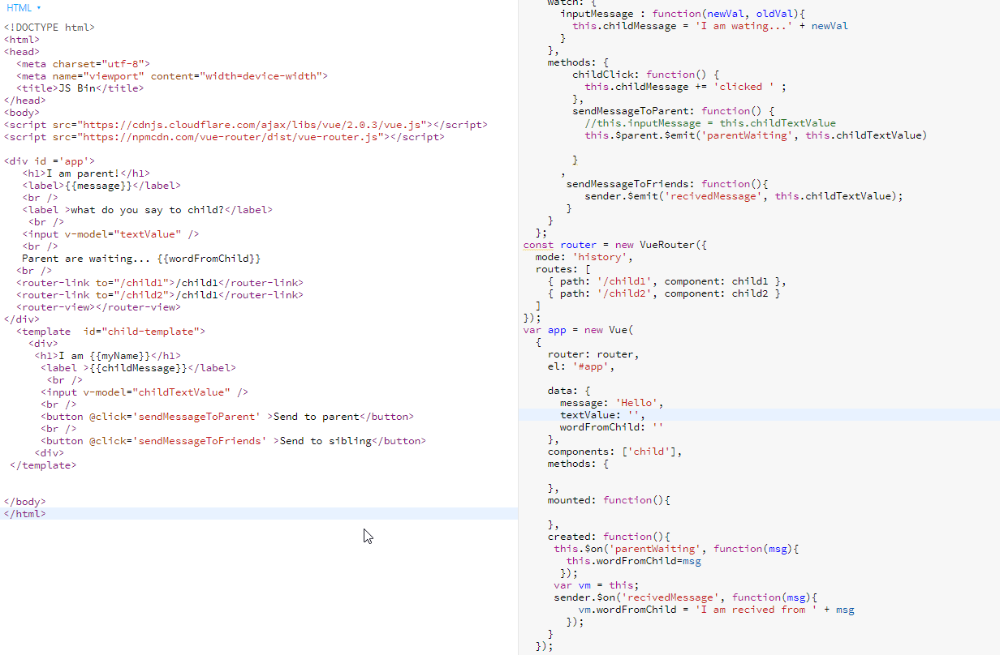 HTML
<!DOCTYPE html>
<html>
<head>
  <meta charset="utf-8">
  <meta name="viewport" content="width=device-width">
  <title>JS Bin</title>
</head>
<body>
<script src="https://cdnjs.cloudflare.com/ajax/libs/vue/2.0.3/vue.js"></script>
<script src="https://npmcdn.com/vue-router/dist/vue-router.js"></script>

<div id ='app'>
   <h1>I am parent!</h1>
   <label>{{message}}</label>
   <br />
   <label >what do you say to child?</label>
    <br />
   <input v-model="textValue" />
   <br />
   Parent are waiting... {{wordFromChild}}
  <br />
  <router-link to="/child1">/child1</router-link>
  <router-link to="/child2">/child1</router-link>
  <router-view></router-view>
</div>
  <template  id="child-template">
    <div>
     <h1>I am {{myName}}</h1>
      <label >{{childMessage}}</label>
       <br />
      <input v-model="childTextValue" />
      <br />
      <button @click='sendMessageToParent' >Send to parent</button>
      <br />
      <button @click='sendMessageToFriends' >Send to sibling</button>
     <div>
 </template>


</body>
</html>
    watch: {
      inputMessage : function(newVal, oldVal){
        this.childMessage = 'I am wating...' + newVal
      }
    },
    methods: {
        childClick: function() {
          this.childMessage += 'clicked ' ;
        },
        sendMessageToParent: function() {
          //this.inputMessage = this.childTextValue
          this.$parent.$emit('parentWaiting', this.childTextValue)

        }
      ,
       sendMessageToFriends: function(){
          sender.$emit('recivedMessage', this.childTextValue);
       }
    }
  };
const router = new VueRouter({
  mode: 'history',
  routes: [
    { path: '/child1', component: child1 },
    { path: '/child2', component: child2 }
  ]
});
var app = new Vue(
  {
    router: router,
    el: '#app',

    data: {
      message: 'Hello',
      textValue: '',
      wordFromChild: ''
    },
    components: ['child'],
    methods: {

    },
    mounted: function(){

    },
    created: function(){
     this.$on('parentWaiting', function(msg){
       this.wordFromChild=msg
      });
     var vm = this;
     sender.$on('recivedMessage', function(msg){
         vm.wordFromChild = 'I am recived from ' + msg
       });
    }
  });